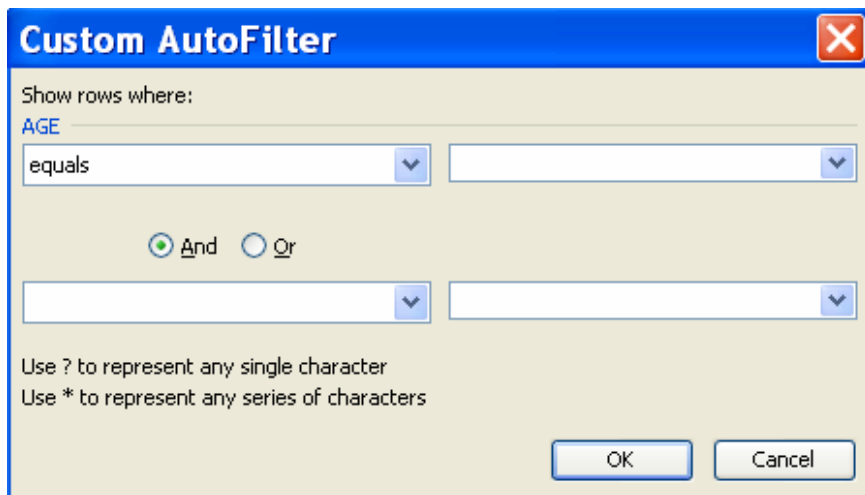 Custom AutoFilter
Show rows where:
AGE
equals
And Or
Use ? to represent any single character
Use * to represent any series of characters
OK Cancel